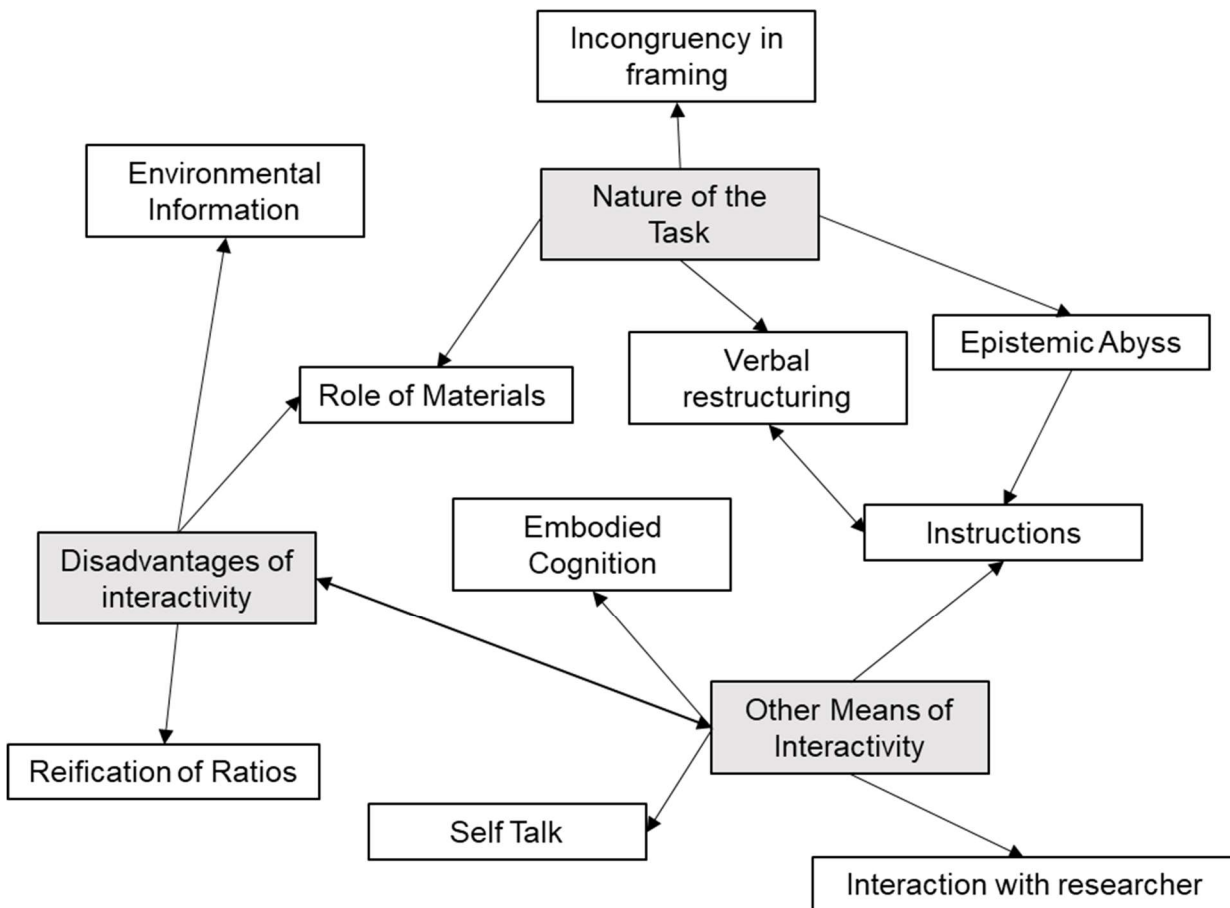 Incongruency in
framing
Environmental
Information
Nature of the
Task
Epistemic Abyss
Verbal
restructuring
Role of Materials
Embodied
Cognition
Instructions
Disadvantages of
interactivity
Other Means of
Interactivity
Reification of Ratios
Self Talk
Interaction with researcher